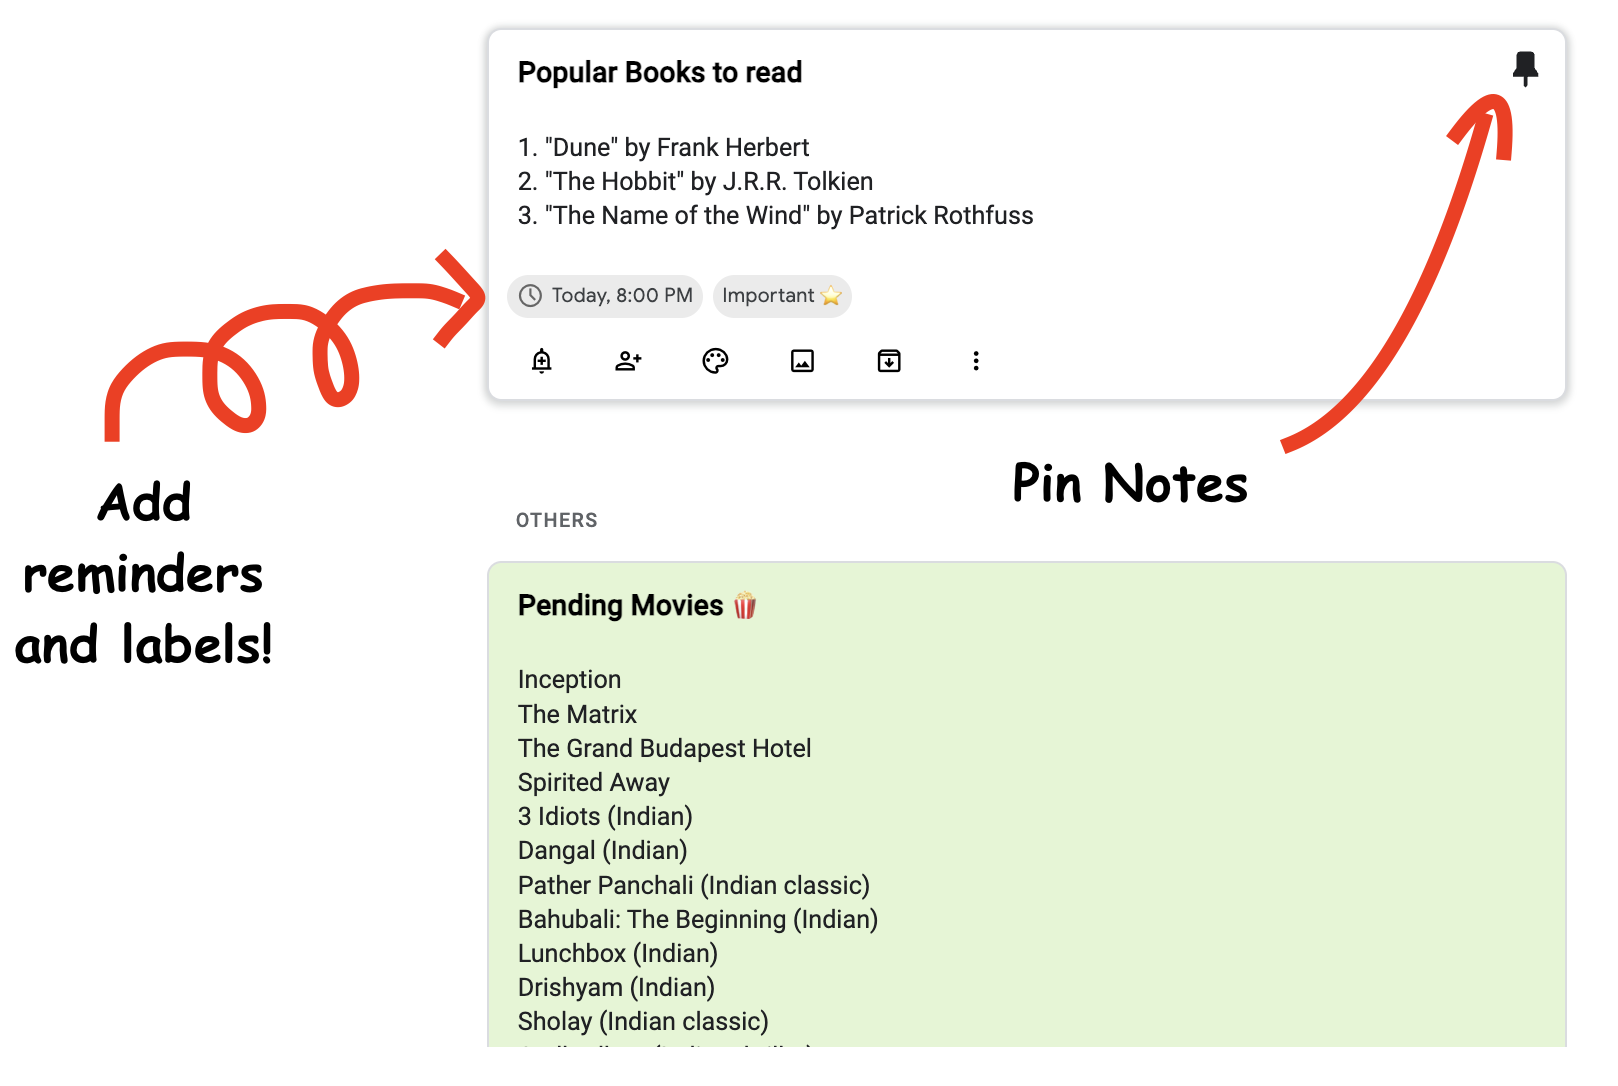 Popular Books to read
1. "Dune" by Frank Herbert
2. "The Hobbit" by J.R.R. Tolkien
3. "The Name of the Wind" by Patrick Rothfuss
Today, 8:00 PM
Important ⭐
Add
reminders
and labels!
Pin Notes
OTHERS
Pending Movies 🍿
Inception
The Matrix
The Grand Budapest Hotel
Spirited Away
3 Idiots (Indian)
Dangal (Indian)
Pather Panchali (Indian classic)
Bahubali: The Beginning (Indian)
Lunchbox (Indian)
Drishyam (Indian)
Sholay (Indian classic)